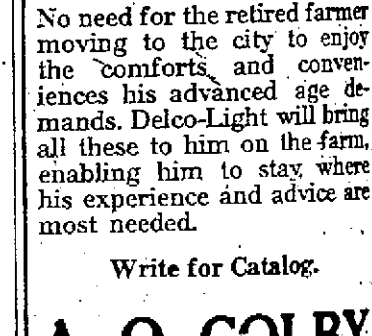 No need for the retired farmer
moving to the city to enjoy
the comforts and conven-
iences his advanced age de-
mands. Delco-Light will bring
all these to him on the farm,
enabling him to stay where
his experience and advice are
most needed.
Write for Catalog.
A. O. COLBY